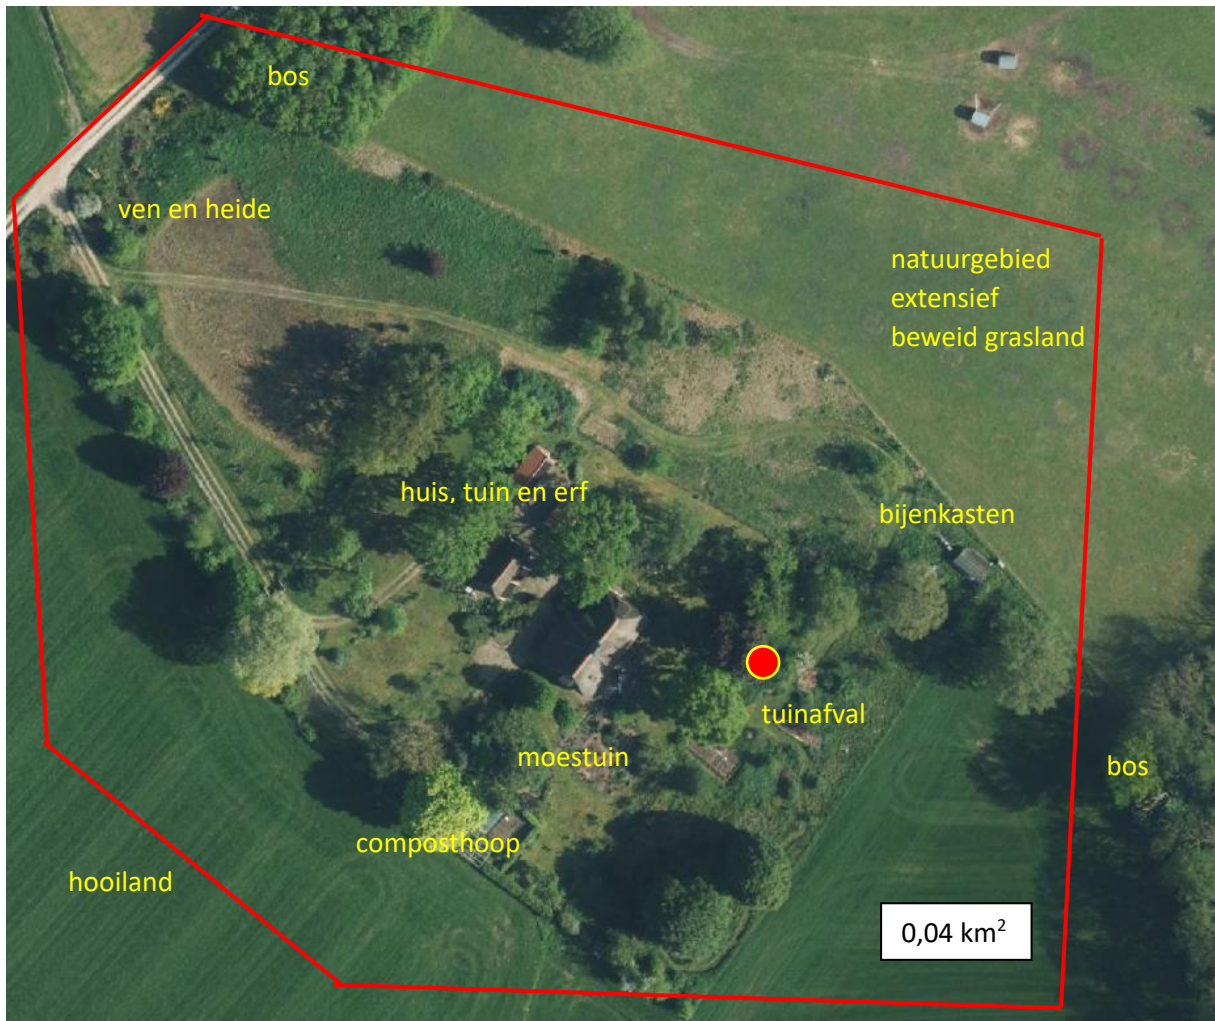 bos
ven en heide
natuurgebied
extensief
beweid grasland
huis, tuin en erf
bijenkasten
tuinafval
moestuin
bos
composthoop
hooiland
0,04 km²